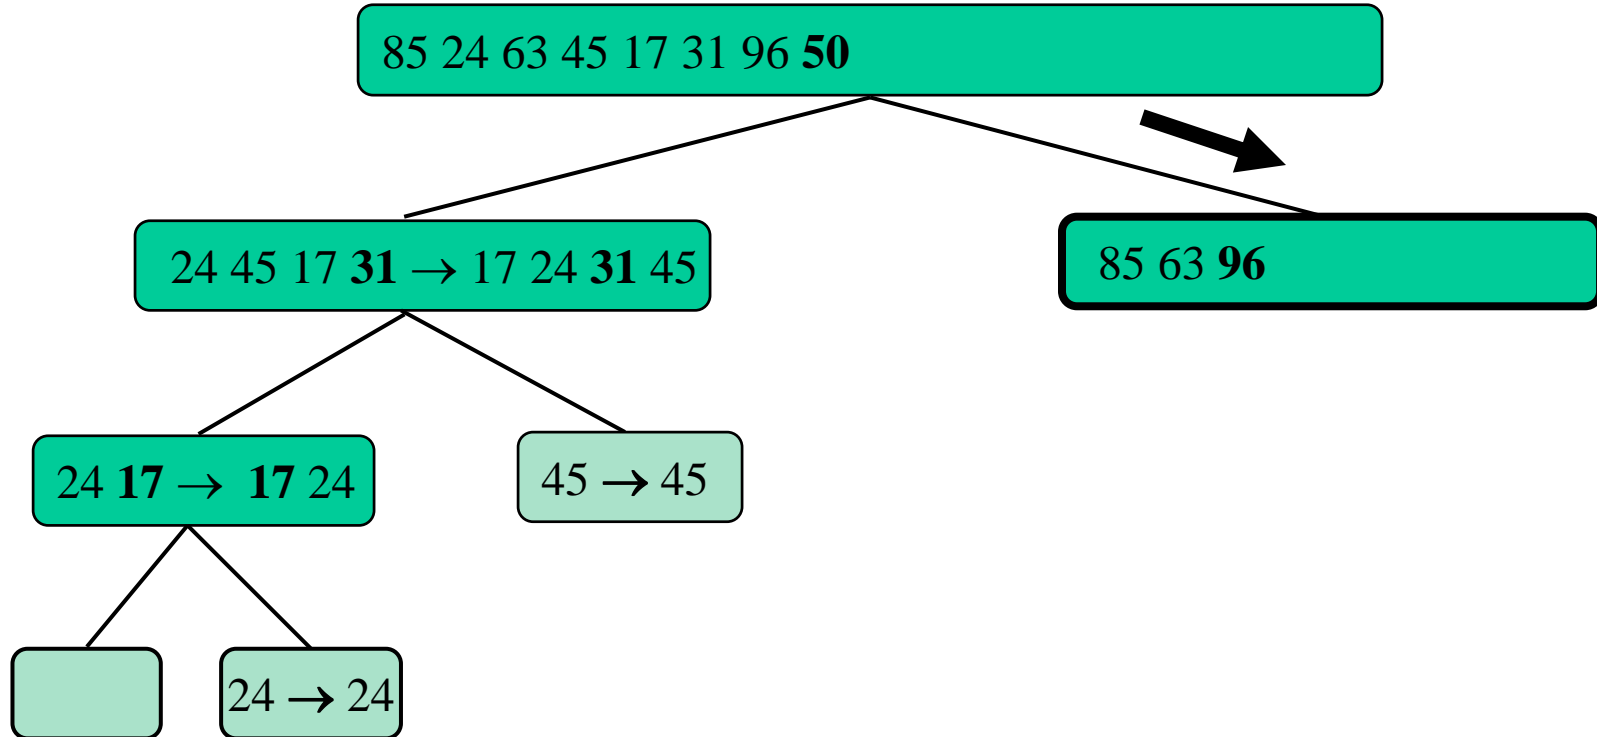 85 24 63 45 17 31 96 50
24 45 17 31 → 17 24 31 45
85 63 96
24 17 → 17 24
45 → 45
24 → 24